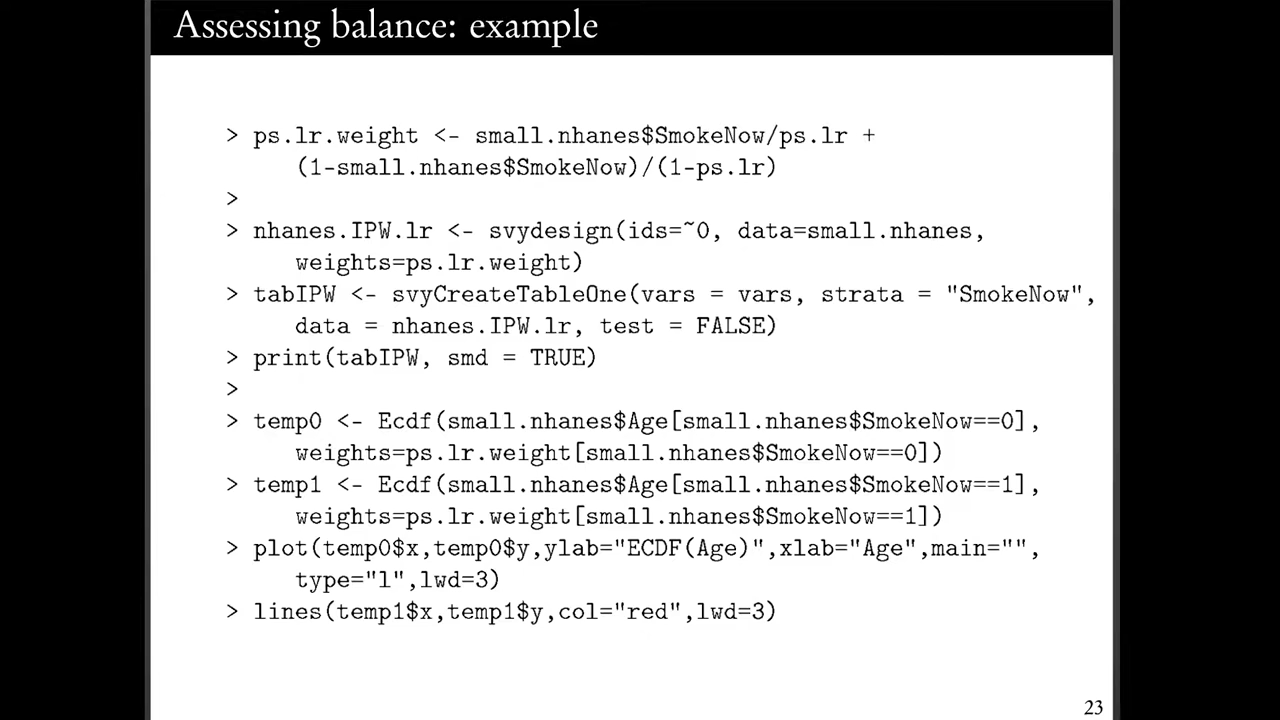 Assessing balance: example
> ps.lr.weight <- small.nhanes$SmokeNow/ps.lr +
(1-small.nhanes$SmokeNow)/(1-ps.lr)
>
> nhanes.IPW.lr <- svydesign(ids=~0, data=small.nhanes,
weights=ps.lr.weight)
> tabIPW <- svyCreateTableOne(vars = vars, strata = "SmokeNow",
data = nhanes.IPW.lr, test = FALSE)
> print(tabIPW, smd = TRUE)
>
> temp0 <- Ecdf(small.nhanes$Age[small.nhanes$SmokeNow==0],
weights=ps.lr.weight[small.nhanes$SmokeNow==0])
> temp1 <- Ecdf(small.nhanes$Age[small.nhanes$SmokeNow==1],
weights=ps.lr.weight[small.nhanes$SmokeNow==1])
> plot(temp0$x,temp0$y,ylab="ECDF(Age)",xlab="Age",main="",
type="l",lwd=3)
> lines(temp1$x,temp1$y,col="red",lwd=3)
23